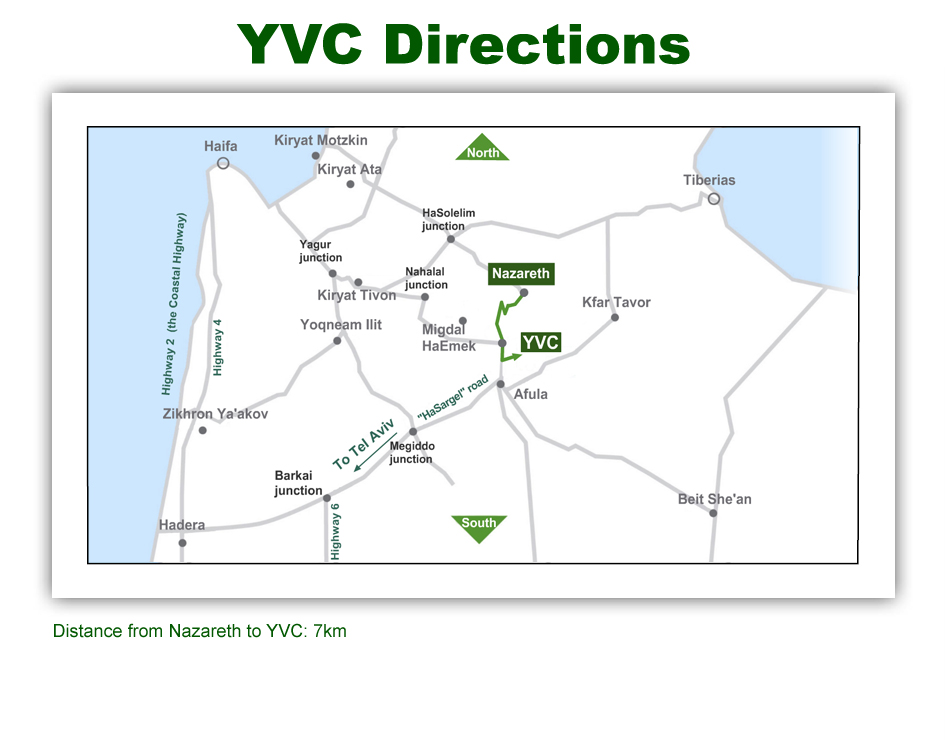 YVC Directions
Kiryat Motzkin
Haifa
North
Kiryat Ata
Tiberias
HaSolelim
junction
Yagur
junction
Nahalal
junction
Nazareth
Kiryat Tivon
Kfar Tavor
Highway 2 (the Coastal Highway)
Highway 4
Yoqneam Ilit
Migdal
HaEmek
YVC
"HaSargel" road
Afula
Zikhron Ya'akov
To Tel Aviv
Megiddo
junction
Barkai
junction
Beit She'an
Highway 6
South
Hadera
Distance from Nazareth to YVC: 7km